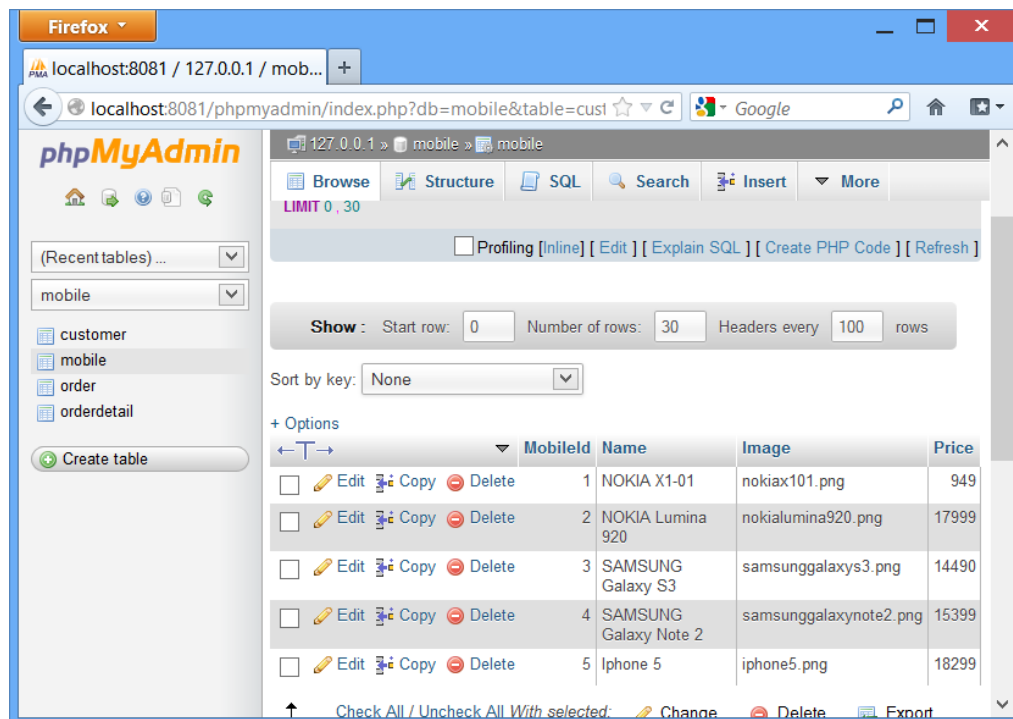 Firefox
PMA localhost:8081 / 127.0.0.1 / mob... +
localhost:8081/phpmyadmin/index.php?db=mobile&table=cust Google
phpMyAdmin
(Recent tables) ...
mobile
customer
mobile
order
orderdetail
Create table
127.0.0.1 » mobile » mobile
Browse Structure SQL Search Insert More
LIMIT 0 , 30
Profiling [Inline] [ Edit ] [ Explain SQL ] [ Create PHP Code ] [ Refresh ]
Show : Start row: 0 Number of rows: 30 Headers every 100 rows
Sort by key: None
+ Options
←T→ MobileId Name Image Price
Edit Copy Delete 1 NOKIA X1-01 nokiax101.png 949
Edit Copy Delete 2 NOKIA Lumina nokialumina920.png 17999
920
Edit Copy Delete 3 SAMSUNG samsunggalaxys3.png 14490
Galaxy S3
Edit Copy Delete 4 SAMSUNG samsunggalaxynote2.png 15399
Galaxy Note 2
Edit Copy Delete 5 Iphone 5 iphone5.png 18299
Check All / Uncheck All With selected: Change Delete Export